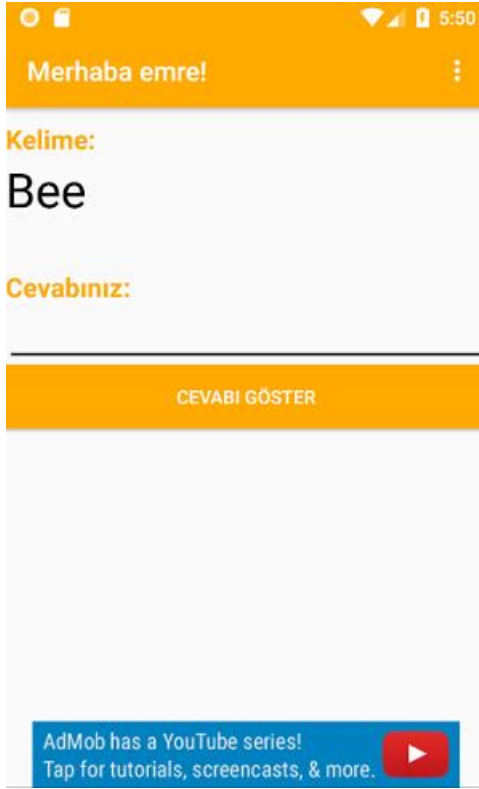 5:50
Merhaba emre!
Kelime:
Bee
Cevabınız:
CEVABI GÖSTER
AdMob has a YouTube series!
Tap for tutorials, screencasts, & more.